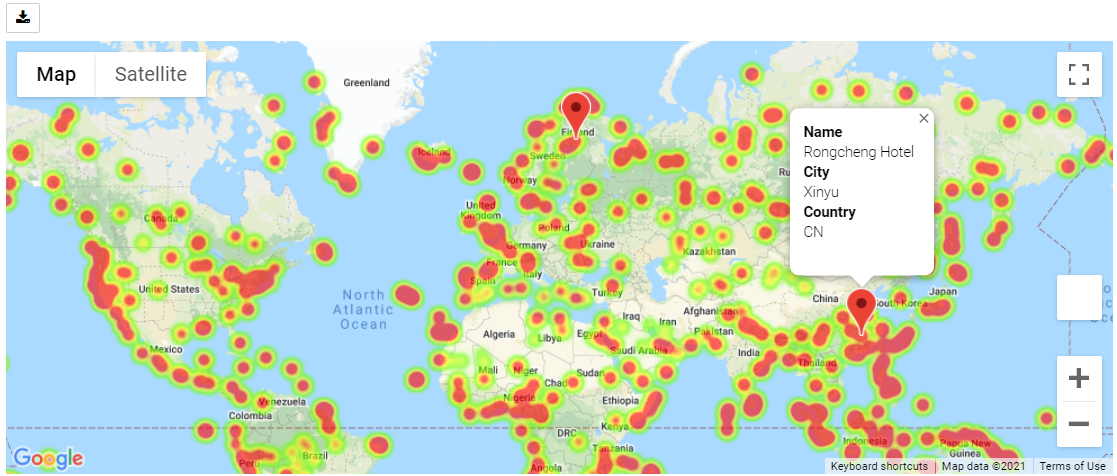 Map
Satellite
Greenland
Iceland
Finland
Sweden
Norway
United
Kingdom
Poland
Germany
Ukraine
France
Italy
Spain
Turkey
Kazakhstan
Canada
United States
North
Atlantic
Ocean
Mexico
Venezuela
Colombia
Peru
Brazil
Algeria
Libya
Egypt
Mali
Niger
Chad
Sudan
Nigeria
DRC
Kenya
Tanzania
Angola
Iraq
Iran
Saudi Arabia
Afghanistan
Pakistan
India
Thailand
China
South Korea
Japan
Indonesia
Papua New
Guinea
Name
Rongcheng Hotel
City
Xinyu
Country
CN
Google
Keyboard shortcuts
Map data ©2021
Terms of Use